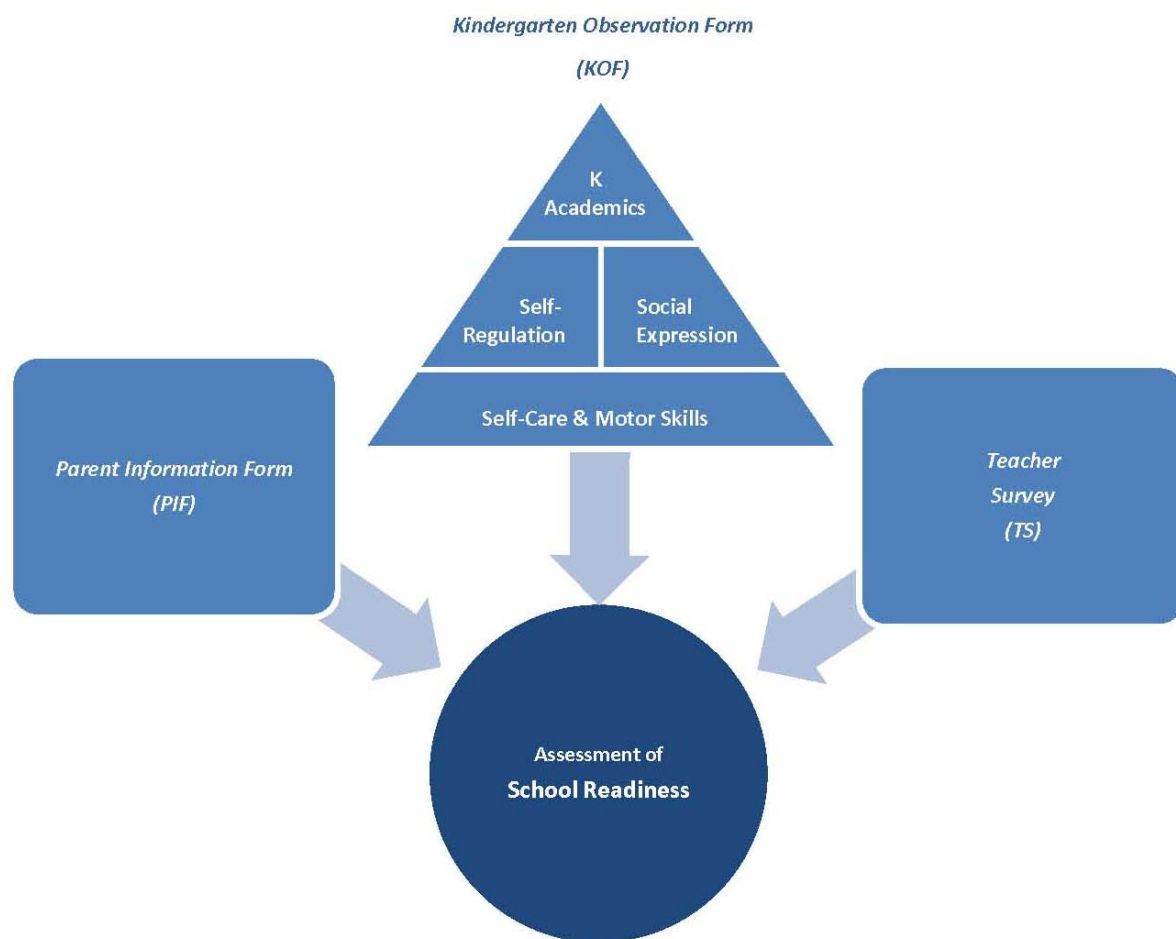 Kindergarten Observation Form
(KOF)
K
Academics
Self-
Regulation
Social
Expression
Self-Care & Motor Skills
Parent Information Form
(PIF)
Teacher
Survey
(TS)
Assessment of
School Readiness